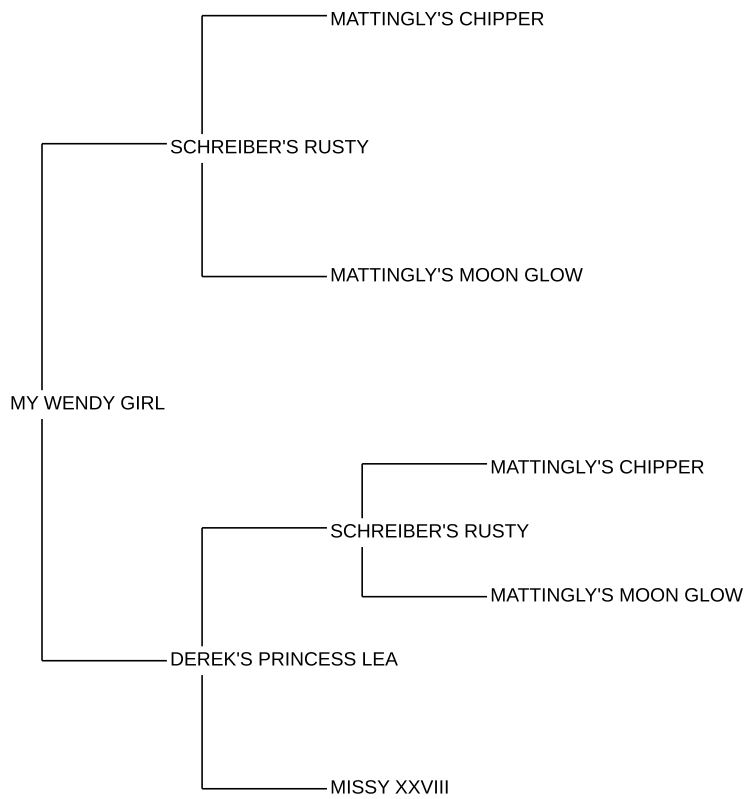 MATTINGLY'S CHIPPER
SCHREIBER'S RUSTY
MATTINGLY'S MOON GLOW
MY WENDY GIRL
MATTINGLY'S CHIPPER
SCHREIBER'S RUSTY
MATTINGLY'S MOON GLOW
DEREK'S PRINCESS LEA
MISSY XXVIII